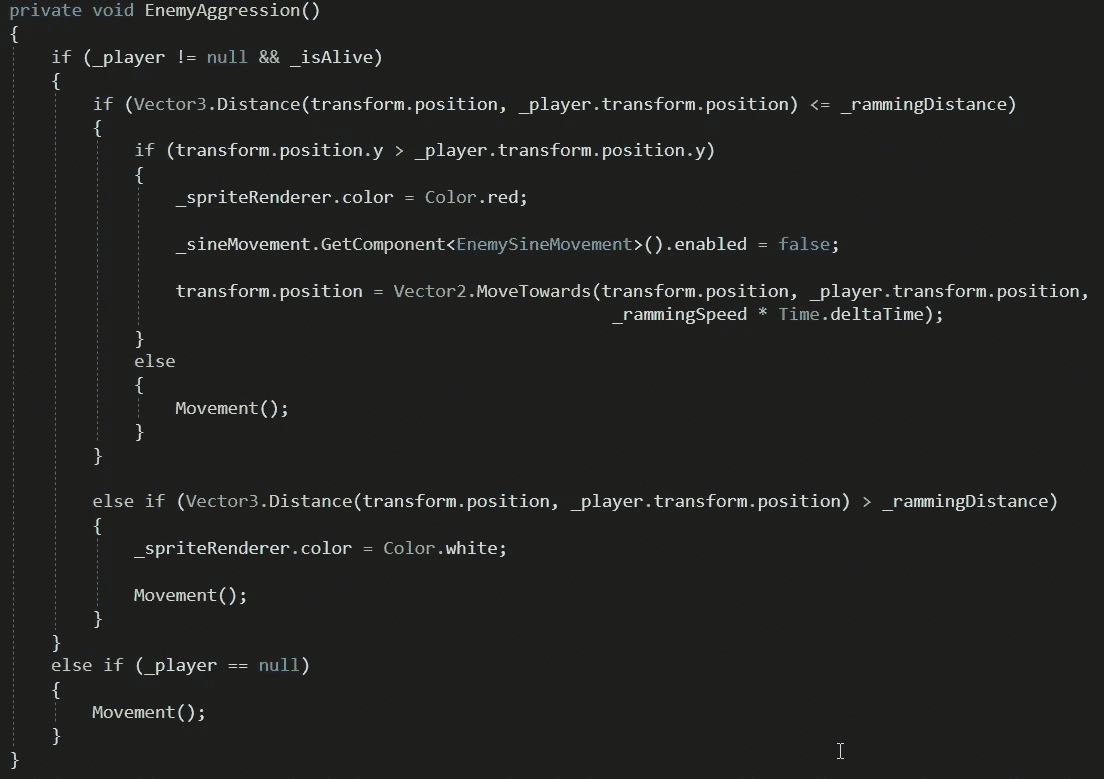 private void EnemyAggression()
{
    if (_player != null && _isAlive)
    {
        if (Vector3.Distance(transform.position, _player.transform.position) <= _rammingDistance)
        {
            if (transform.position.y > _player.transform.position.y)
            {
                _spriteRenderer.color = Color.red;

                _sineMovement.GetComponent<EnemySineMovement>().enabled = false;

                transform.position = Vector2.MoveTowards(transform.position, _player.transform.position,
                                                          _rammingSpeed * Time.deltaTime);
            }
            else
            {
                Movement();
            }
        }

        else if (Vector3.Distance(transform.position, _player.transform.position) > _rammingDistance)
        {
            _spriteRenderer.color = Color.white;

            Movement();
        }
    }
    else if (_player == null)
    {
        Movement();
    }
}